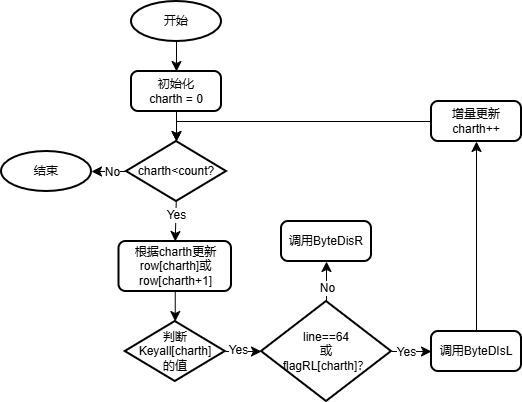 开始
初始化
charth = 0
增量更新
charth++
charth<count?
结束
No
Yes
根据charth更新
row[charth]或
row[charth+1]
调用ByteDisR
No
判断
Keyall[charth]
的值
Yes
line==64
或
flagRL[charth]?
Yes
调用ByteDIsL